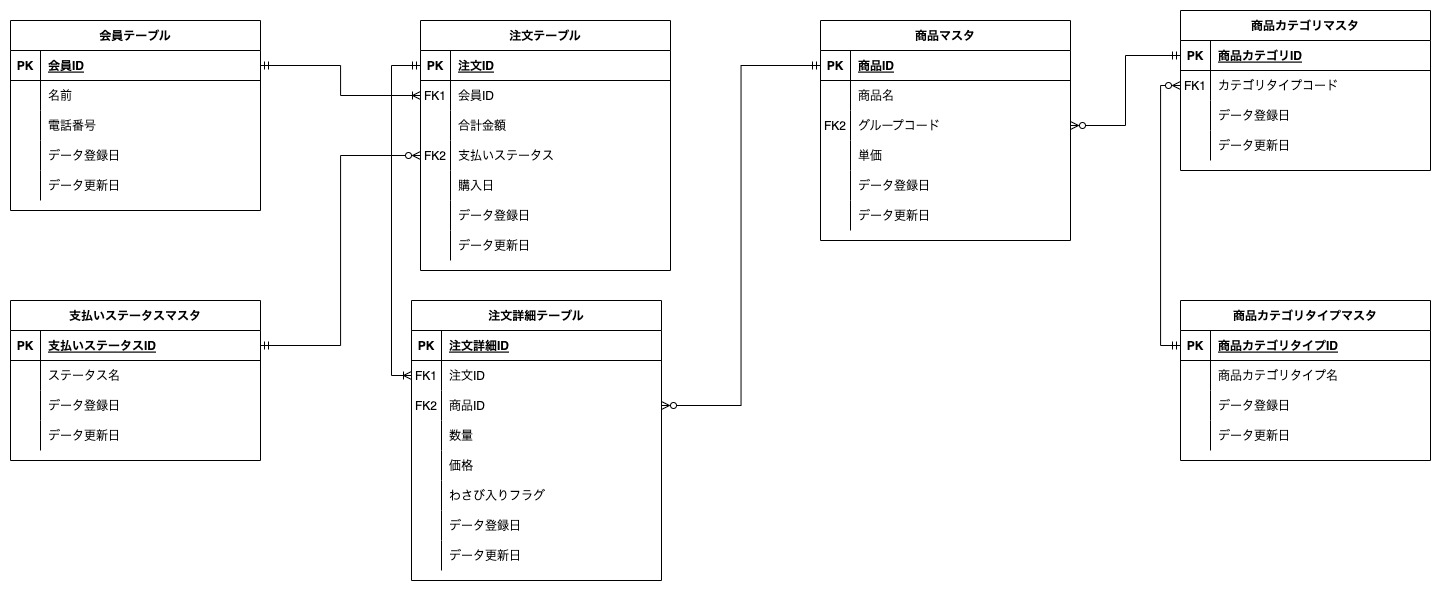 会員テーブル
PK 会員ID
名前
電話番号
データ登録日
データ更新日
注文テーブル
PK 注文ID
FK1 会員ID
合計金額
FK2 支払いステータス
購入日
データ登録日
データ更新日
商品マスタ
PK 商品ID
商品名
FK2 グループコード
単価
データ登録日
データ更新日
商品カテゴリマスタ
PK 商品カテゴリID
FK1 カテゴリタイプコード
データ登録日
データ更新日
支払いステータスマスタ
PK 支払いステータスID
ステータス名
データ登録日
データ更新日
注文詳細テーブル
PK 注文詳細ID
FK1 注文ID
FK2 商品ID
数量
価格
わさび入りフラグ
データ登録日
データ更新日
商品カテゴリタイプマスタ
PK 商品カテゴリタイプID
商品カテゴリタイプ名
データ登録日
データ更新日